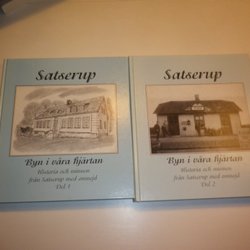 Satserup
Byn i våra hjärtan
Historia och minnen
från Satserup med omnejd
Del 1
Satserup
Byn i våra hjärtan
Historia och minnen
från Satserup med omnejd
Del 2